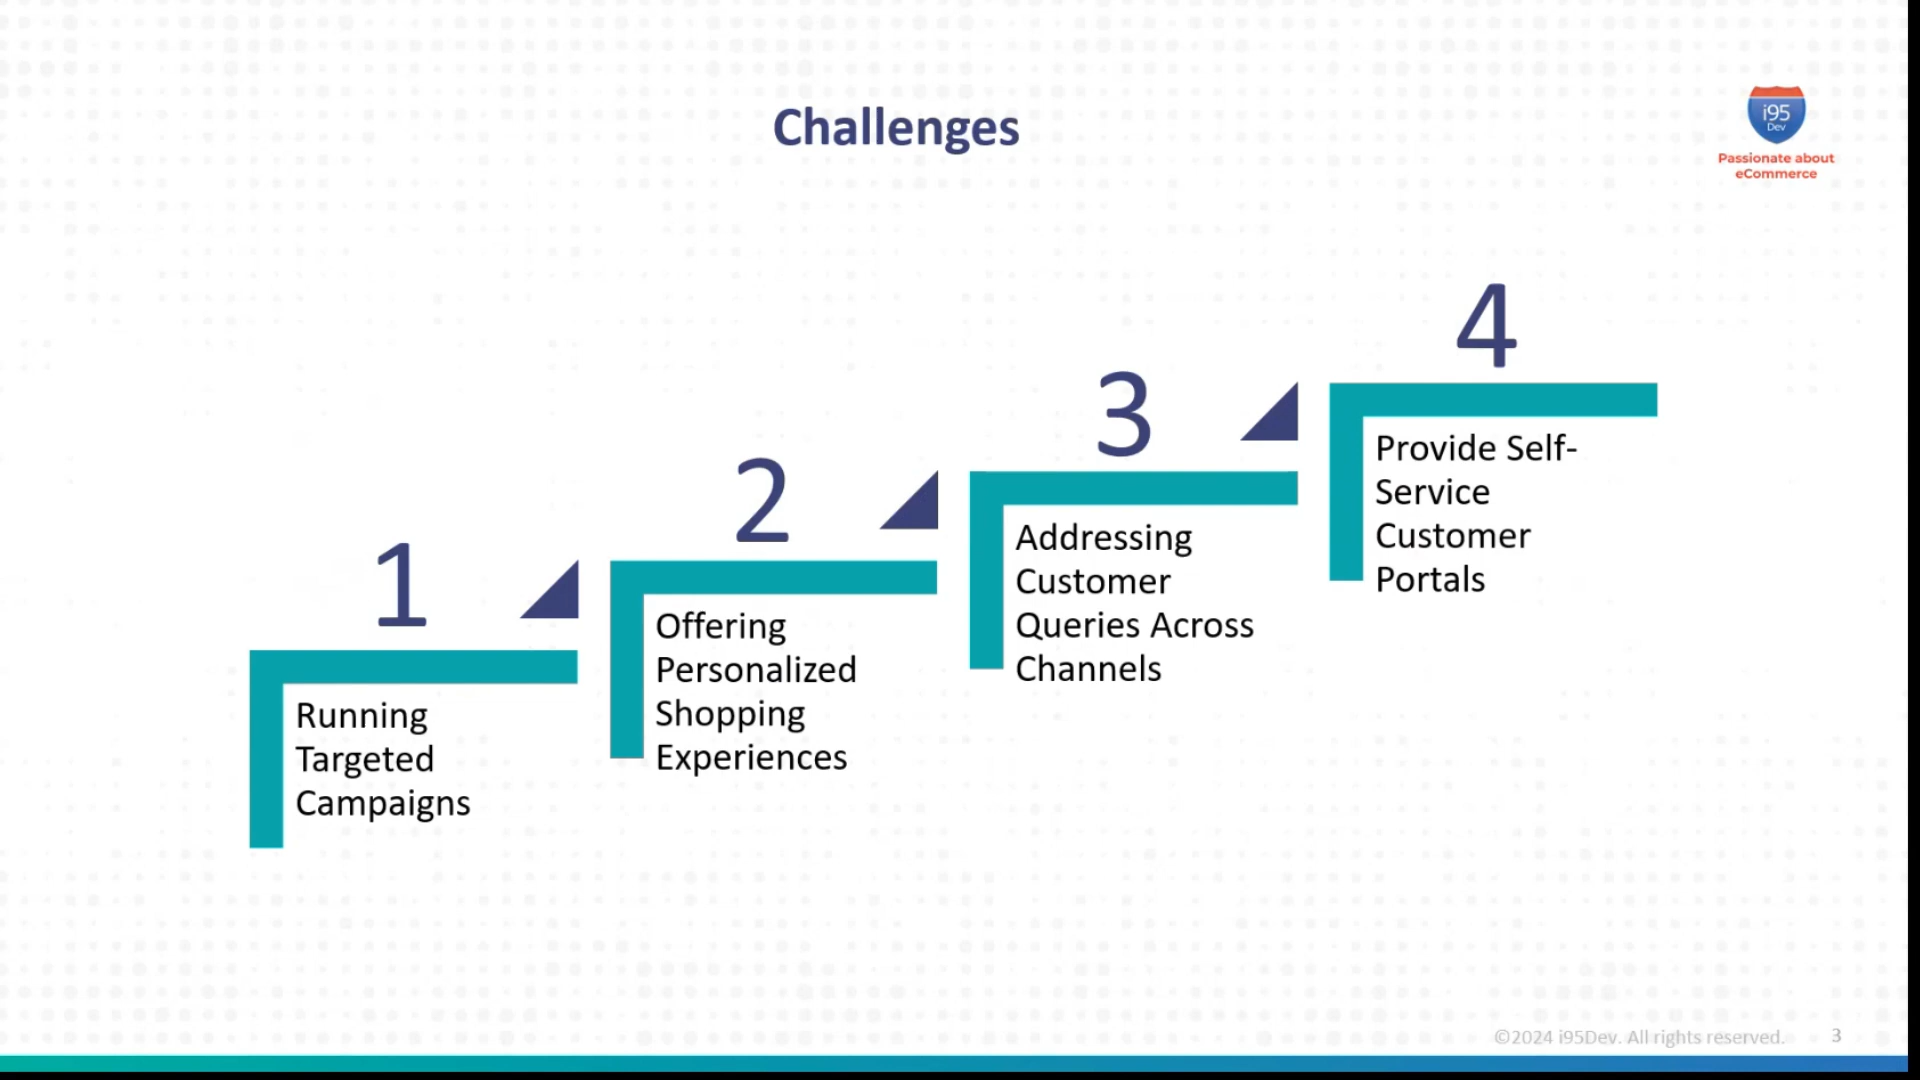 Challenges
i95
Dev
Passionate about
eCommerce
1
Running
Targeted
Campaigns
2
Offering
Personalized
Shopping
Experiences
3
Addressing
Customer
Queries Across
Channels
4
Provide Self-
Service
Customer
Portals
©2024 i95Dev. All rights reserved.
3